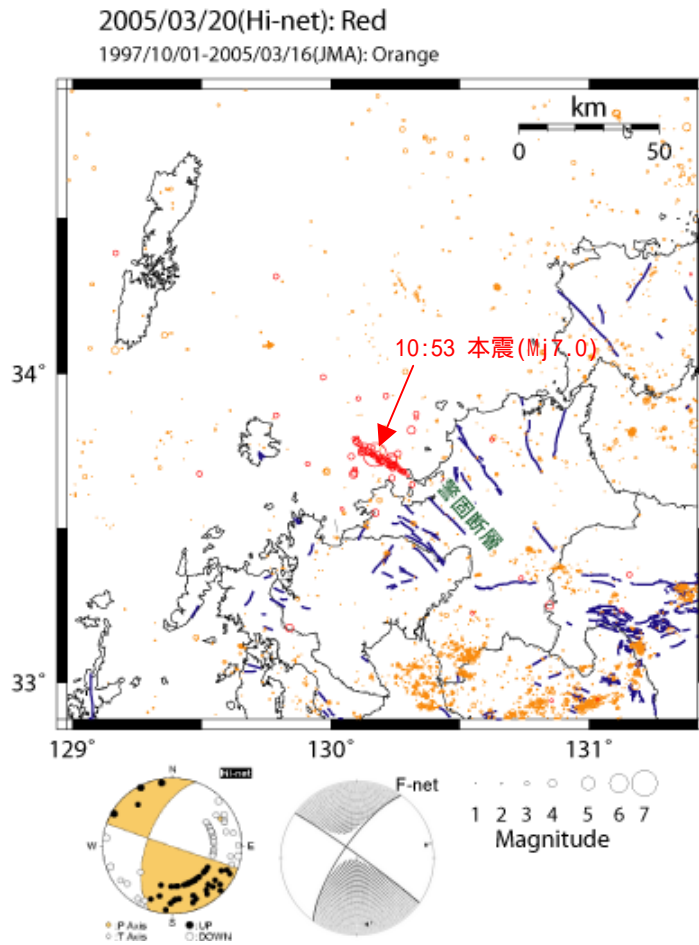 2005/03/20(Hi-net): Red
1997/10/01-2005/03/16(JMA): Orange
km
0 50
10:53 本震(Mj7.0)
34°
警固断層
33°
129° 130° 131°
Hi-net
N
W E
S
:P Axis :UP
:T Axis :DOWN
F-net
1 2 3 4 5 6 7
Magnitude